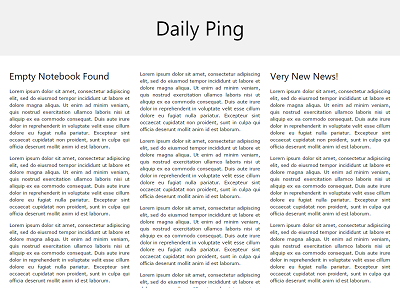 Daily Ping
Empty Notebook Found
Lorem ipsum dolor sit amet, consectetur adipiscing
elit, sed do eiusmod tempor incididunt ut labore et
dolore magna aliqua. Ut enim ad minim veniam,
quis nostrud exercitation ullamco laboris nisi ut
aliquip ex ea commodo consequat. Duis aute irure
dolor in reprehenderit in voluptate velit esse cillum
dolore eu fugiat nulla pariatur. Excepteur sint
occaecat cupidatat non proident, sunt in culpa qui
officia deserunt mollit anim id est laborum.
Lorem ipsum dolor sit amet, consectetur adipiscing
elit, sed do eiusmod tempor incididunt ut labore et
dolore magna aliqua. Ut enim ad minim veniam,
quis nostrud exercitation ullamco laboris nisi ut
aliquip ex ea commodo consequat. Duis aute irure
dolor in reprehenderit in voluptate velit esse cillum
dolore eu fugiat nulla pariatur. Excepteur sint
occaecat cupidatat non proident, sunt in culpa qui
officia deserunt mollit anim id est laborum.
Lorem ipsum dolor sit amet, consectetur adipiscing
elit, sed do eiusmod tempor incididunt ut labore et
dolore magna aliqua. Ut enim ad minim veniam,
quis nostrud exercitation ullamco laboris nisi ut
aliquip ex ea commodo consequat. Duis aute irure
dolor in reprehenderit in voluptate velit esse cillum
dolore eu fugiat nulla pariatur. Excepteur sint
occaecat cupidatat non proident, sunt in culpa qui
officia deserunt mollit anim id est laborum.
Lorem ipsum dolor sit amet, consectetur adipiscing
elit, sed do eiusmod tempor incididunt ut labore et
dolore magna aliqua. Ut enim ad minim veniam,
quis nostrud exercitation ullamco laboris nisi ut
aliquip ex ea commodo consequat. Duis aute irure
dolor in reprehenderit in voluptate velit esse cillum
dolore eu fugiat nulla pariatur. Excepteur sint
occaecat cupidatat non proident, sunt in culpa qui
officia deserunt mollit anim id est laborum.
Lorem ipsum dolor sit amet, consectetur adipiscing
elit, sed do eiusmod tempor incididunt ut labore et
dolore magna aliqua. Ut enim ad minim veniam,
quis nostrud exercitation ullamco laboris nisi ut
aliquip ex ea commodo consequat. Duis aute irure
dolor in reprehenderit in voluptate velit esse cillum
dolore eu fugiat nulla pariatur. Excepteur sint
occaecat cupidatat non proident, sunt in culpa qui
officia deserunt mollit anim id est laborum.
Lorem ipsum dolor sit amet, consectetur adipiscing
elit, sed do eiusmod tempor incididunt ut labore et
dolore magna aliqua. Ut enim ad minim veniam,
quis nostrud exercitation ullamco laboris nisi ut
aliquip ex ea commodo consequat. Duis aute irure
dolor in reprehenderit in voluptate velit esse cillum
dolore eu fugiat nulla pariatur. Excepteur sint
occaecat cupidatat non proident, sunt in culpa qui
officia deserunt mollit anim id est laborum.
Lorem ipsum dolor sit amet, consectetur adipiscing
elit, sed do eiusmod tempor incididunt ut labore et
Very New News!
Lorem ipsum dolor sit amet, consectetur adipiscing
elit, sed do eiusmod tempor incididunt ut labore et
dolore magna aliqua. Ut enim ad minim veniam,
quis nostrud exercitation ullamco laboris nisi ut
aliquip ex ea commodo consequat. Duis aute irure
dolor in reprehenderit in voluptate velit esse cillum
dolore eu fugiat nulla pariatur. Excepteur sint
occaecat cupidatat non proident, sunt in culpa qui
officia deserunt mollit anim id est laborum.
Lorem ipsum dolor sit amet, consectetur adipiscing
elit, sed do eiusmod tempor incididunt ut labore et
dolore magna aliqua. Ut enim ad minim veniam,
quis nostrud exercitation ullamco laboris nisi ut
aliquip ex ea commodo consequat. Duis aute irure
dolor in reprehenderit in voluptate velit esse cillum
dolore eu fugiat nulla pariatur. Excepteur sint
occaecat cupidatat non proident, sunt in culpa qui
officia deserunt mollit anim id est laborum.
Lorem ipsum dolor sit amet, consectetur adipiscing
elit, sed do eiusmod tempor incididunt ut labore et
dolore magna aliqua. Ut enim ad minim veniam,
quis nostrud exercitation ullamco laboris nisi ut
aliquip ex ea commodo consequat. Duis aute irure
dolor in reprehenderit in voluptate velit esse cillum
dolore eu fugiat nulla pariatur. Excepteur sint
occaecat cupidatat non proident, sunt in culpa qui
officia deserunt mollit anim id est laborum.